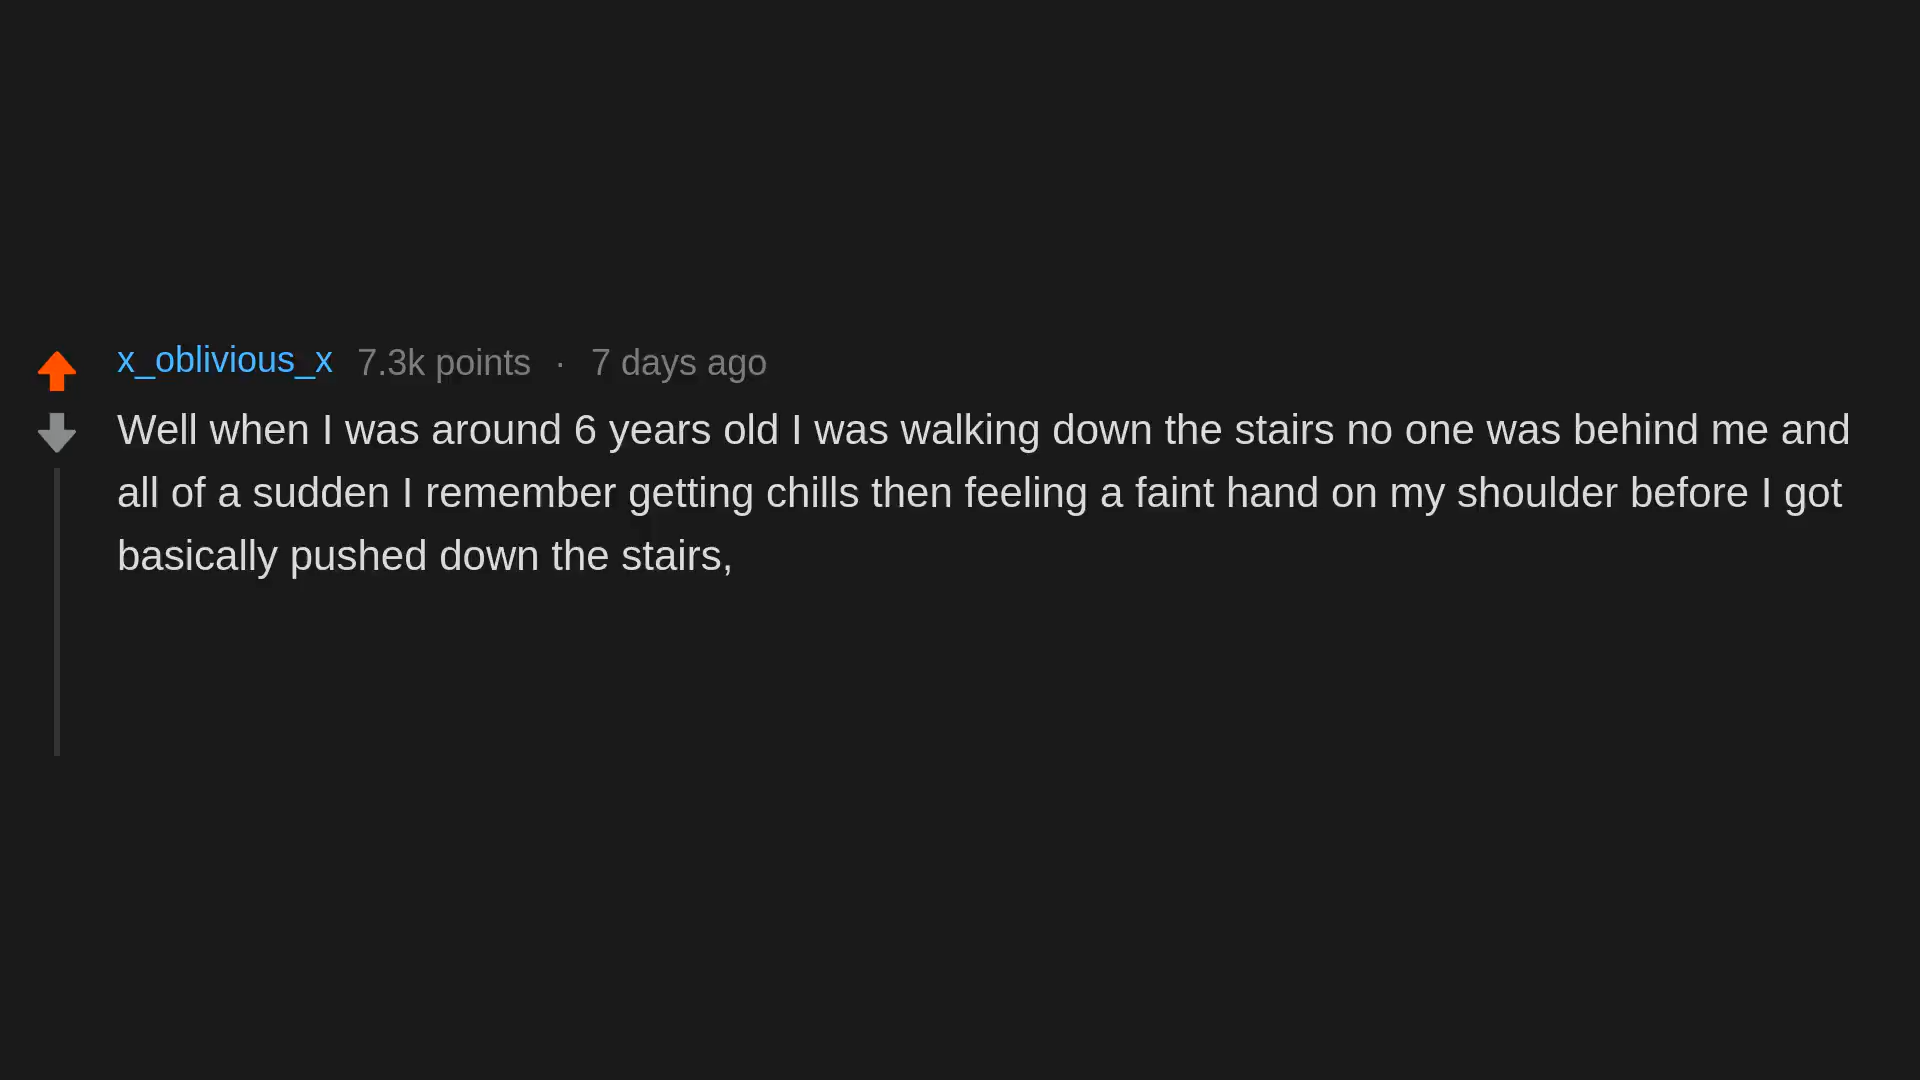 x_oblivious_x 7.3k points · 7 days ago
Well when I was around 6 years old I was walking down the stairs no one was behind me and
all of a sudden I remember getting chills then feeling a faint hand on my shoulder before I got
basically pushed down the stairs,